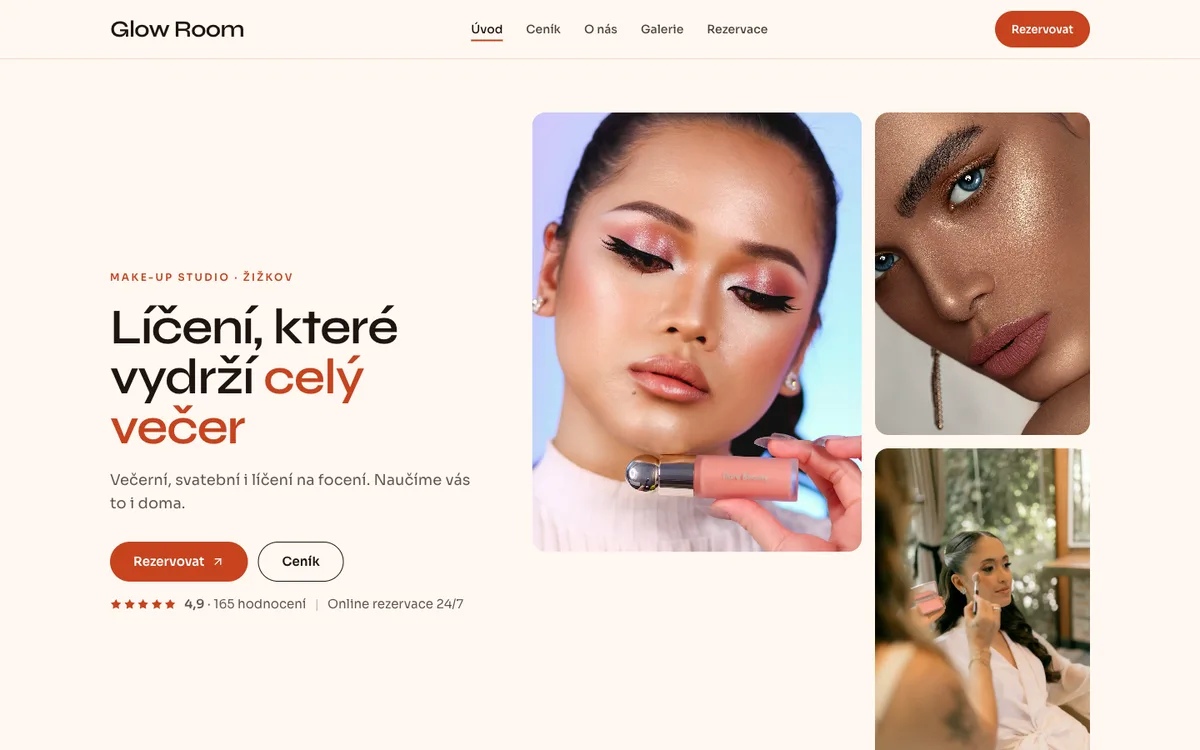 Glow Room
Úvod
Ceník
O nás
Galerie
Rezervace
Rezervovat
MAKE-UP STUDIO · ŽIŽKOV
Líčení, které
vydrží celý
večer
Večerní, svatební i líčení na focení. Naučíme vás
to i doma.
Rezervovat
Ceník
4,9 · 165 hodnocení | Online rezervace 24/7